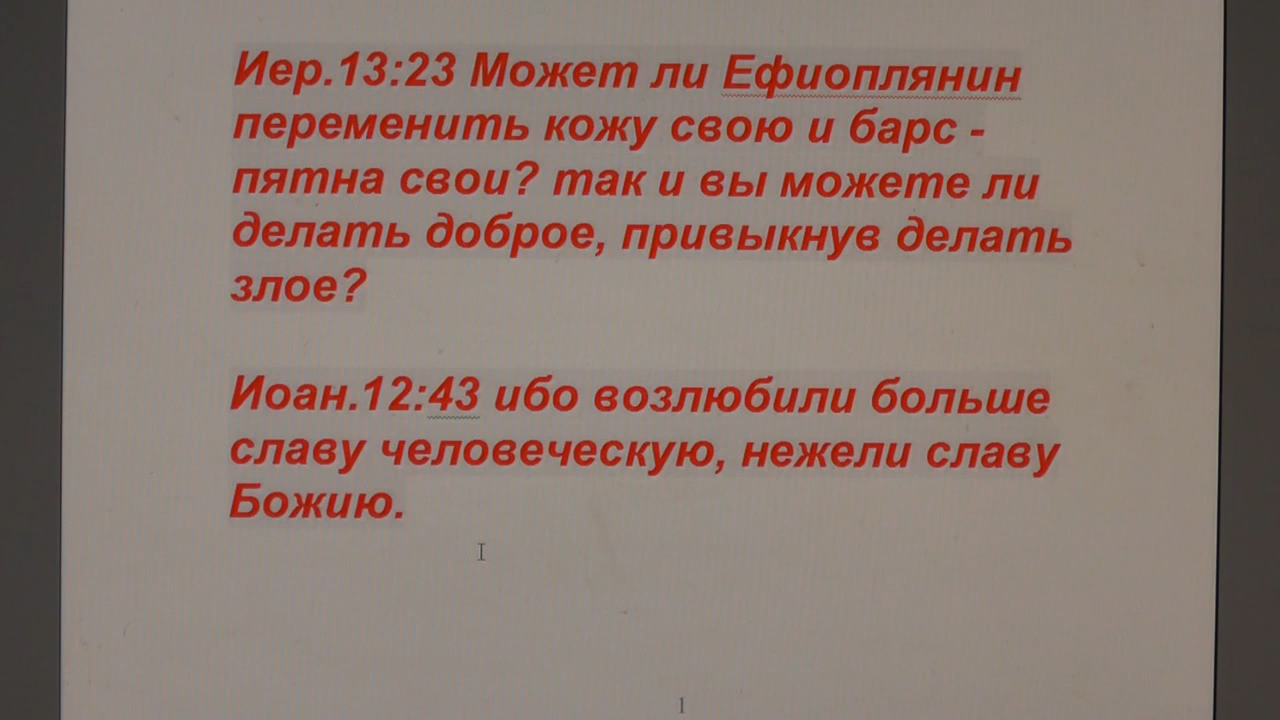 Иер.13:23 Может ли Ефиоплянин
переменить кожу свою и барс -
пятна свои? так и вы можете ли
делать доброе, привыкнув делать
злое?
Иоан.12:43 ибо возлюбили больше
славу человеческую, нежели славу
Божию.
1